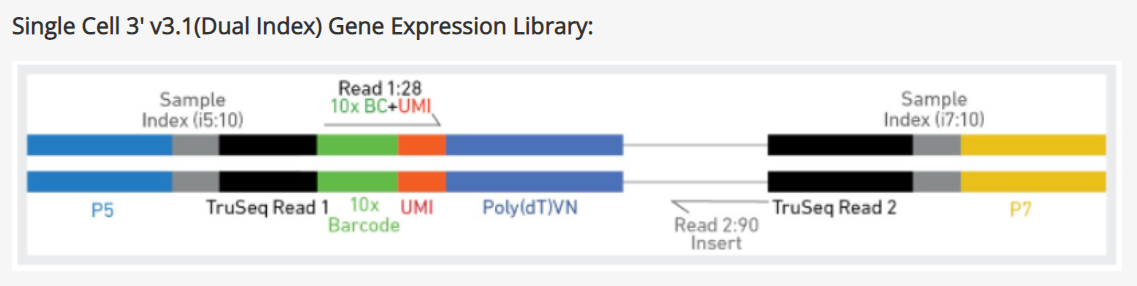 Single Cell 3' v3.1(Dual Index) Gene Expression Library:
Sample
Index (i5:10)
Read 1:28
10x BC+UMI
Sample
Index (i7:10)
P5
TruSeq Read 1
10x
Barcode
UMI
Poly(dT)VN
Read 2:90
Insert
TruSeq Read 2
P7